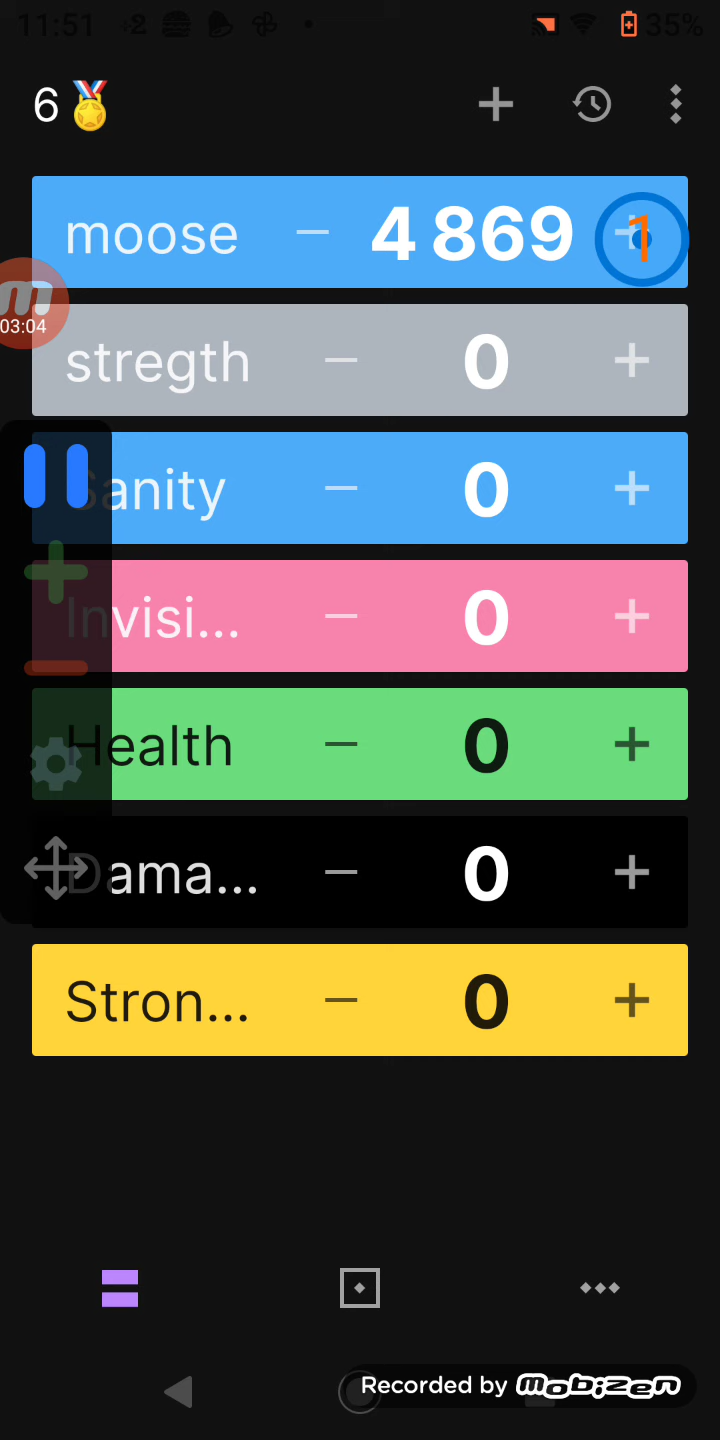 11:51 +2 35%
6
moose − 4 869 + 1
03:04
stregth − 0 +
Sanity − 0 +
Invisi... − 0 +
Health − 0 +
Dama... − 0 +
Stron... − 0 +
Recorded by mobizen